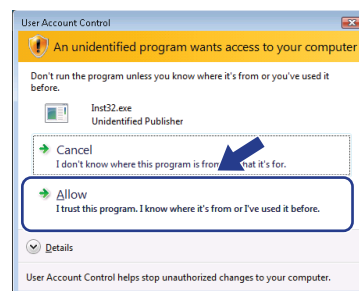 User Account Control
An unidentified program wants access to your computer
Don't run the program unless you know where it's from or you've used it
before.
Inst32.exe
Unidentified Publisher
Cancel
I don't know where this program is from hat it's for.
Allow
I trust this program. I know where it's from or I've used it before.
Details
User Account Control helps stop unauthorized changes to your computer.